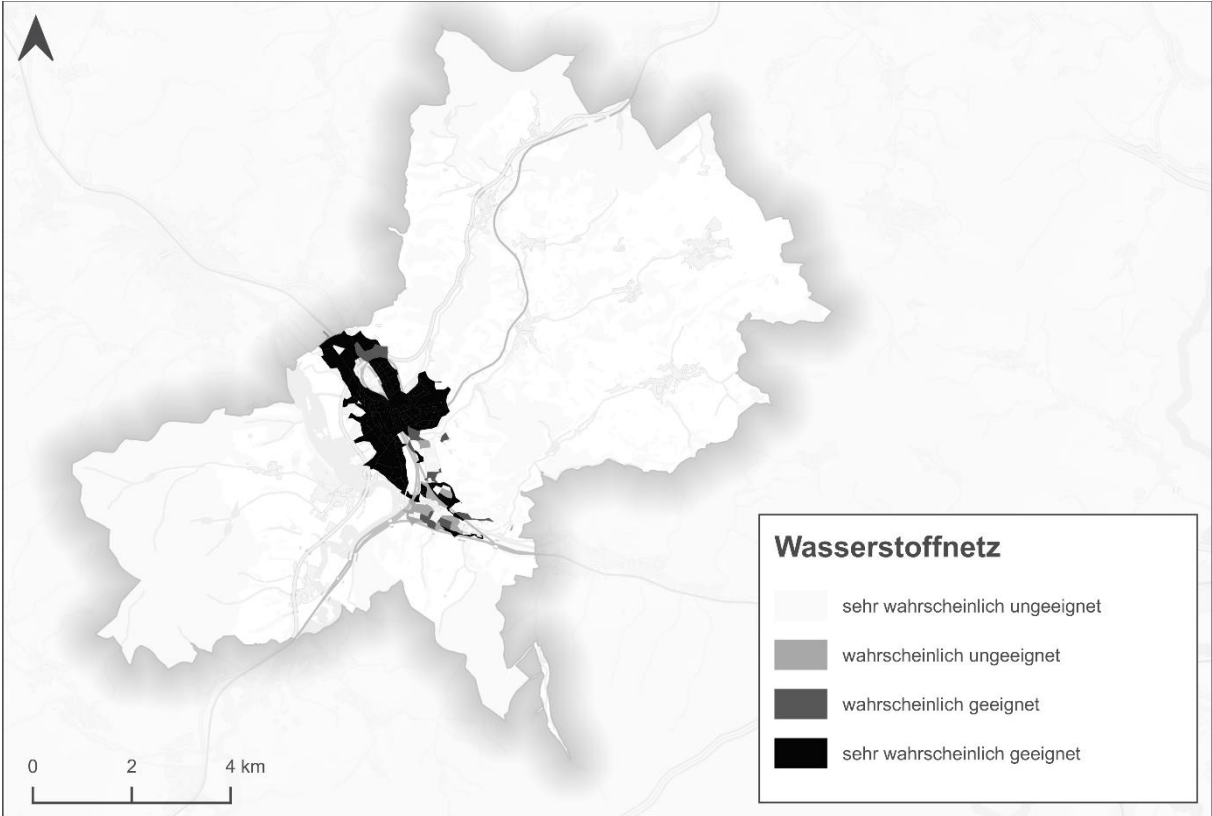 Wasserstoffnetz
sehr wahrscheinlich ungeeignet
wahrscheinlich ungeeignet
wahrscheinlich geeignet
sehr wahrscheinlich geeignet
0 2 4 km